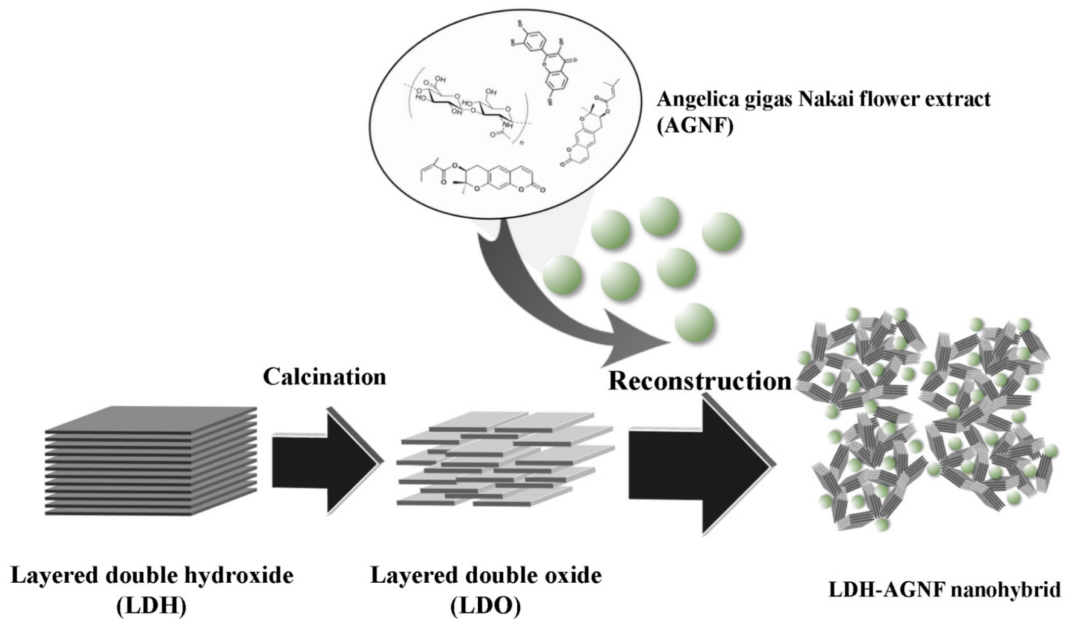 Angelica gigas Nakai flower extract
(AGNF)
Calcination
Reconstruction
Layered double hydroxide
(LDH)
Layered double oxide
(LDO)
LDH-AGNF nanohybrid